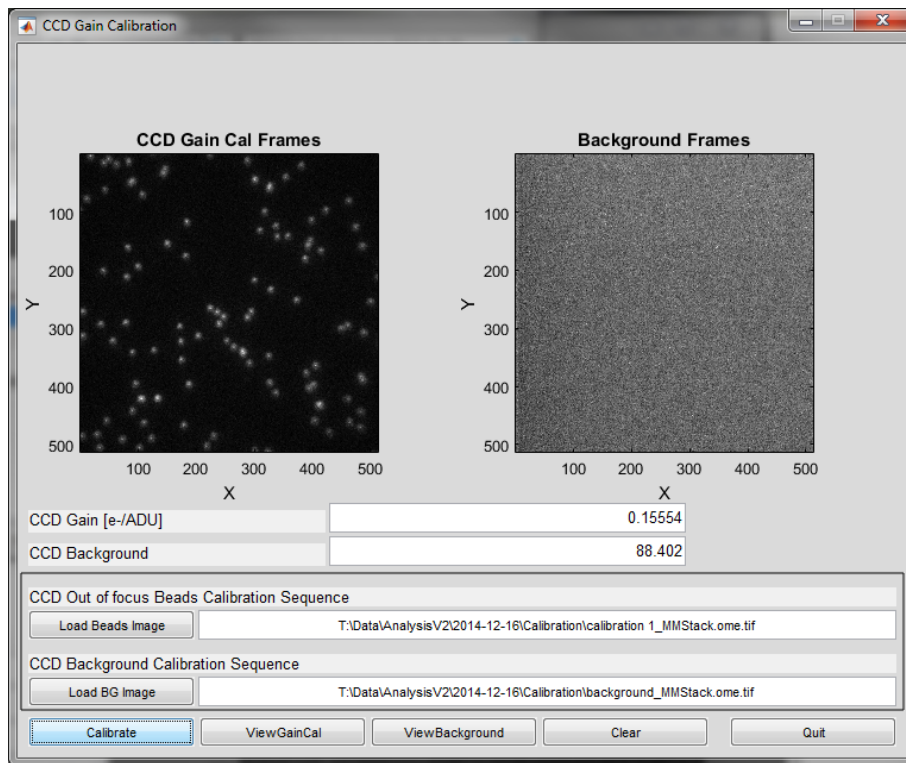 CCD Gain Calibration
CCD Gain Cal Frames
Background Frames
100
200
300
400
500
Y
100
200
300
400
500
X
100
200
300
400
500
Y
100
200
300
400
500
X
CCD Gain [e-/ADU]
0.15554
CCD Background
88.402
CCD Out of focus Beads Calibration Sequence
Load Beads Image
T:\Data\AnalysisV2\2014-12-16\Calibration\calibration 1_MMStack.ome.tif
CCD Background Calibration Sequence
Load BG Image
T:\Data\AnalysisV2\2014-12-16\Calibration\background_MMStack.ome.tif
Calibrate
ViewGainCal
ViewBackground
Clear
Quit